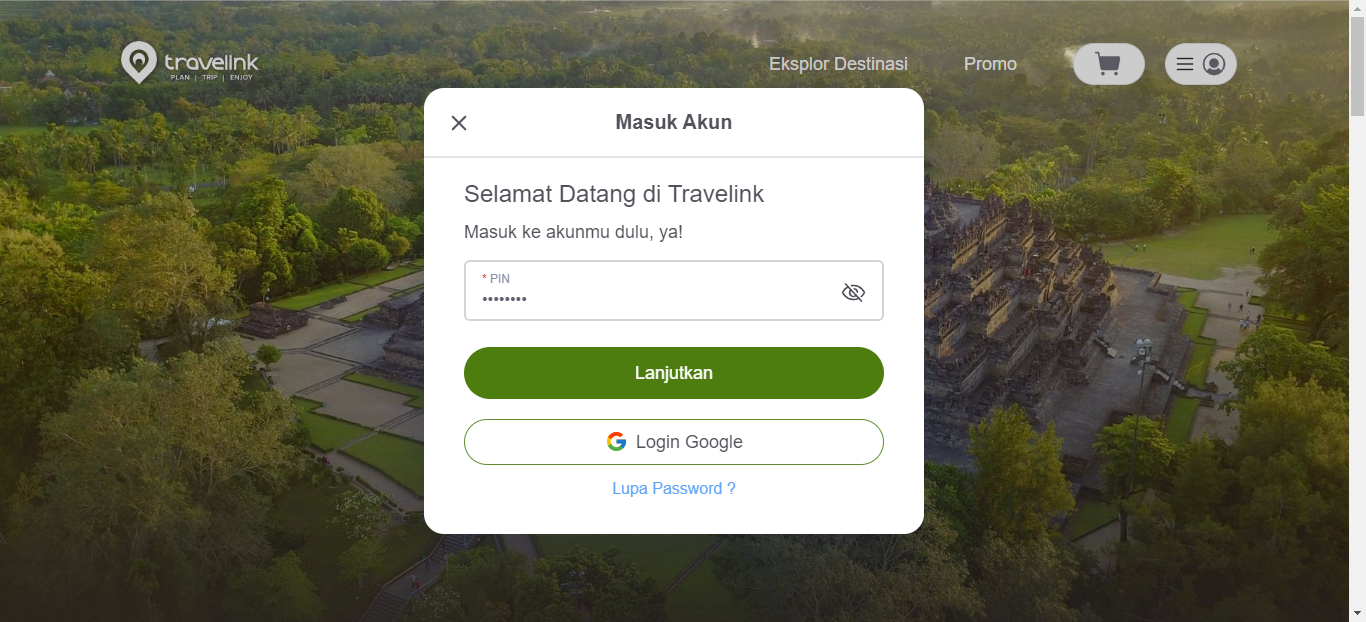 travelink
PLAN | TRIP | ENJOY
Eksplor Destinasi
Promo
Masuk Akun
Selamat Datang di Travelink
Masuk ke akunmu dulu, ya!
* PIN
••••••••
Lanjutkan
Login Google
Lupa Password ?